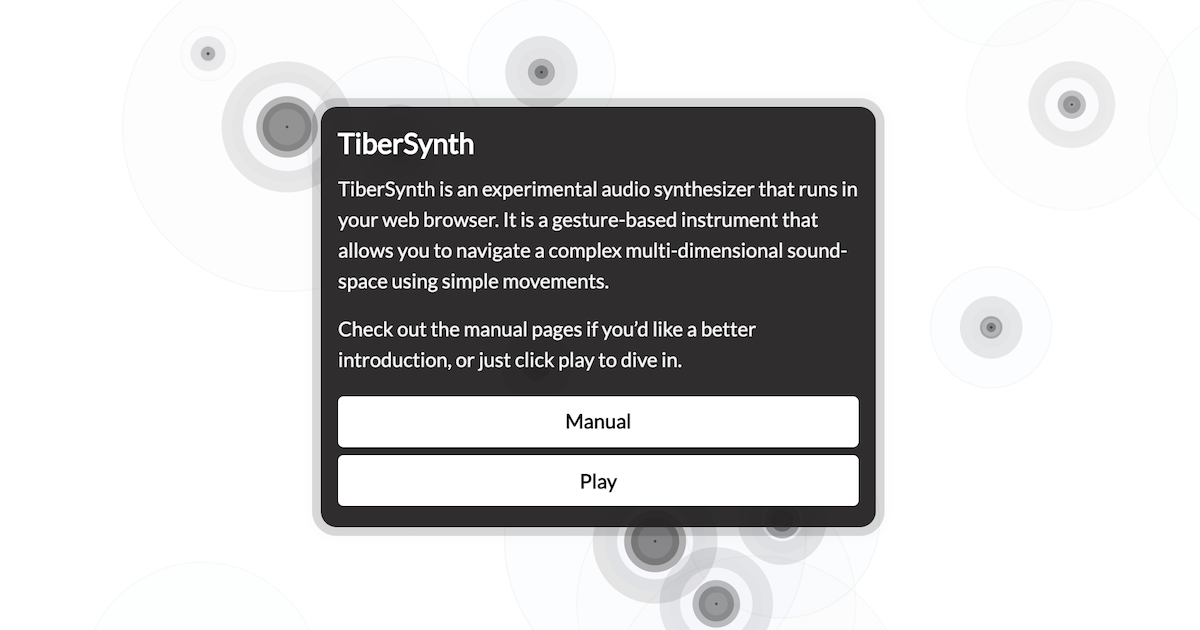 TiberSynth
TiberSynth is an experimental audio synthesizer that runs in
your web browser. It is a gesture-based instrument that
allows you to navigate a complex multi-dimensional sound-
space using simple movements.
Check out the manual pages if you’d like a better
introduction, or just click play to dive in.
Manual
Play